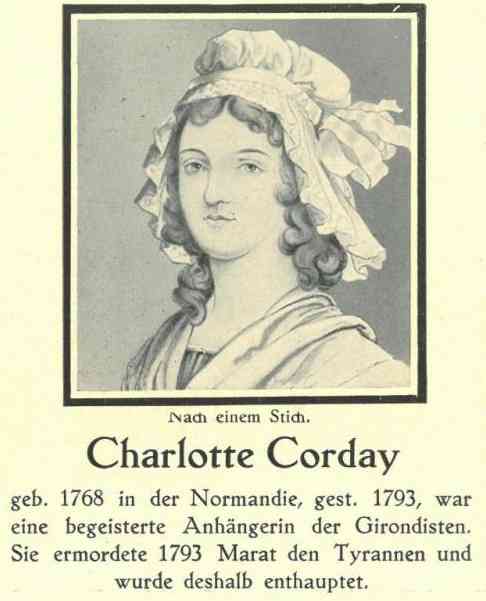 Nach einem Stich.
Charlotte Corday
geb. 1768 in der Normandie, gest. 1793, war
eine begeisterte Anhängerin der Girondisten.
Sie ermordete 1793 Marat den Tyrannen und
wurde deshalb enthauptet.